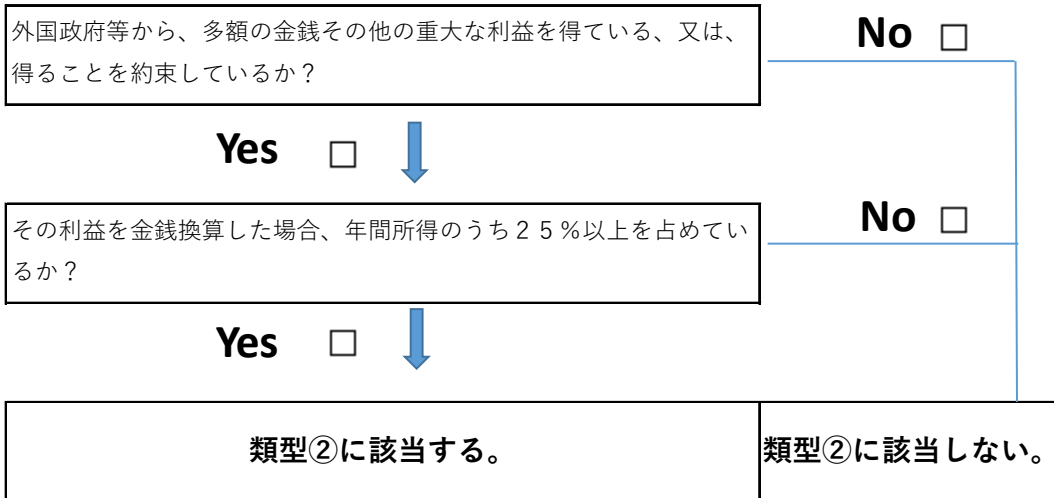 外国政府等から、多額の金銭その他の重大な利益を得ている、又は、
得ることを約束しているか？
No □
Yes □
その利益を金銭換算した場合、年間所得のうち２５％以上を占めてい
るか？
No □
Yes □
類型②に該当する。
類型②に該当しない。